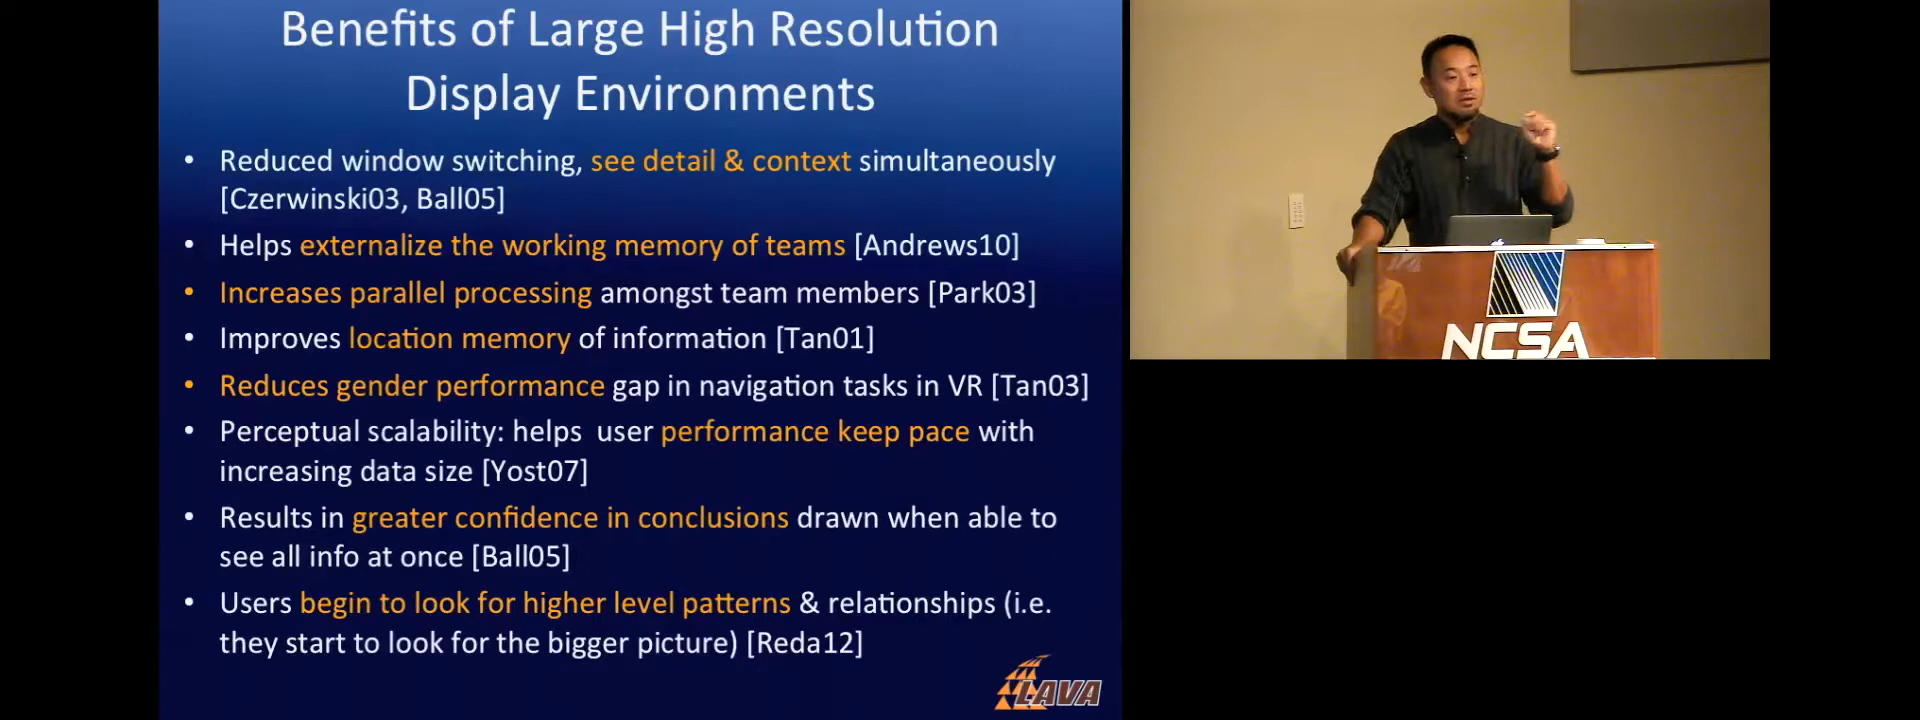 Benefits of Large High Resolution
Display Environments
• Reduced window switching, see detail & context simultaneously
[Czerwinski03, Ball05]
• Helps externalize the working memory of teams [Andrews10]
• Increases parallel processing amongst team members [Park03]
• Improves location memory of information [Tan01]
• Reduces gender performance gap in navigation tasks in VR [Tan03]
• Perceptual scalability: helps  user performance keep pace with
increasing data size [Yost07]
• Results in greater confidence in conclusions drawn when able to
see all info at once [Ball05]
• Users begin to look for higher level patterns & relationships (i.e.
they start to look for the bigger picture) [Reda12]
LAVA
NCSA